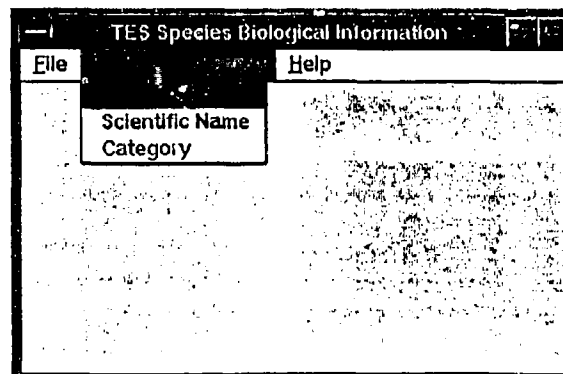 TES Species Biological Information
File Help
Scientific Name
Category